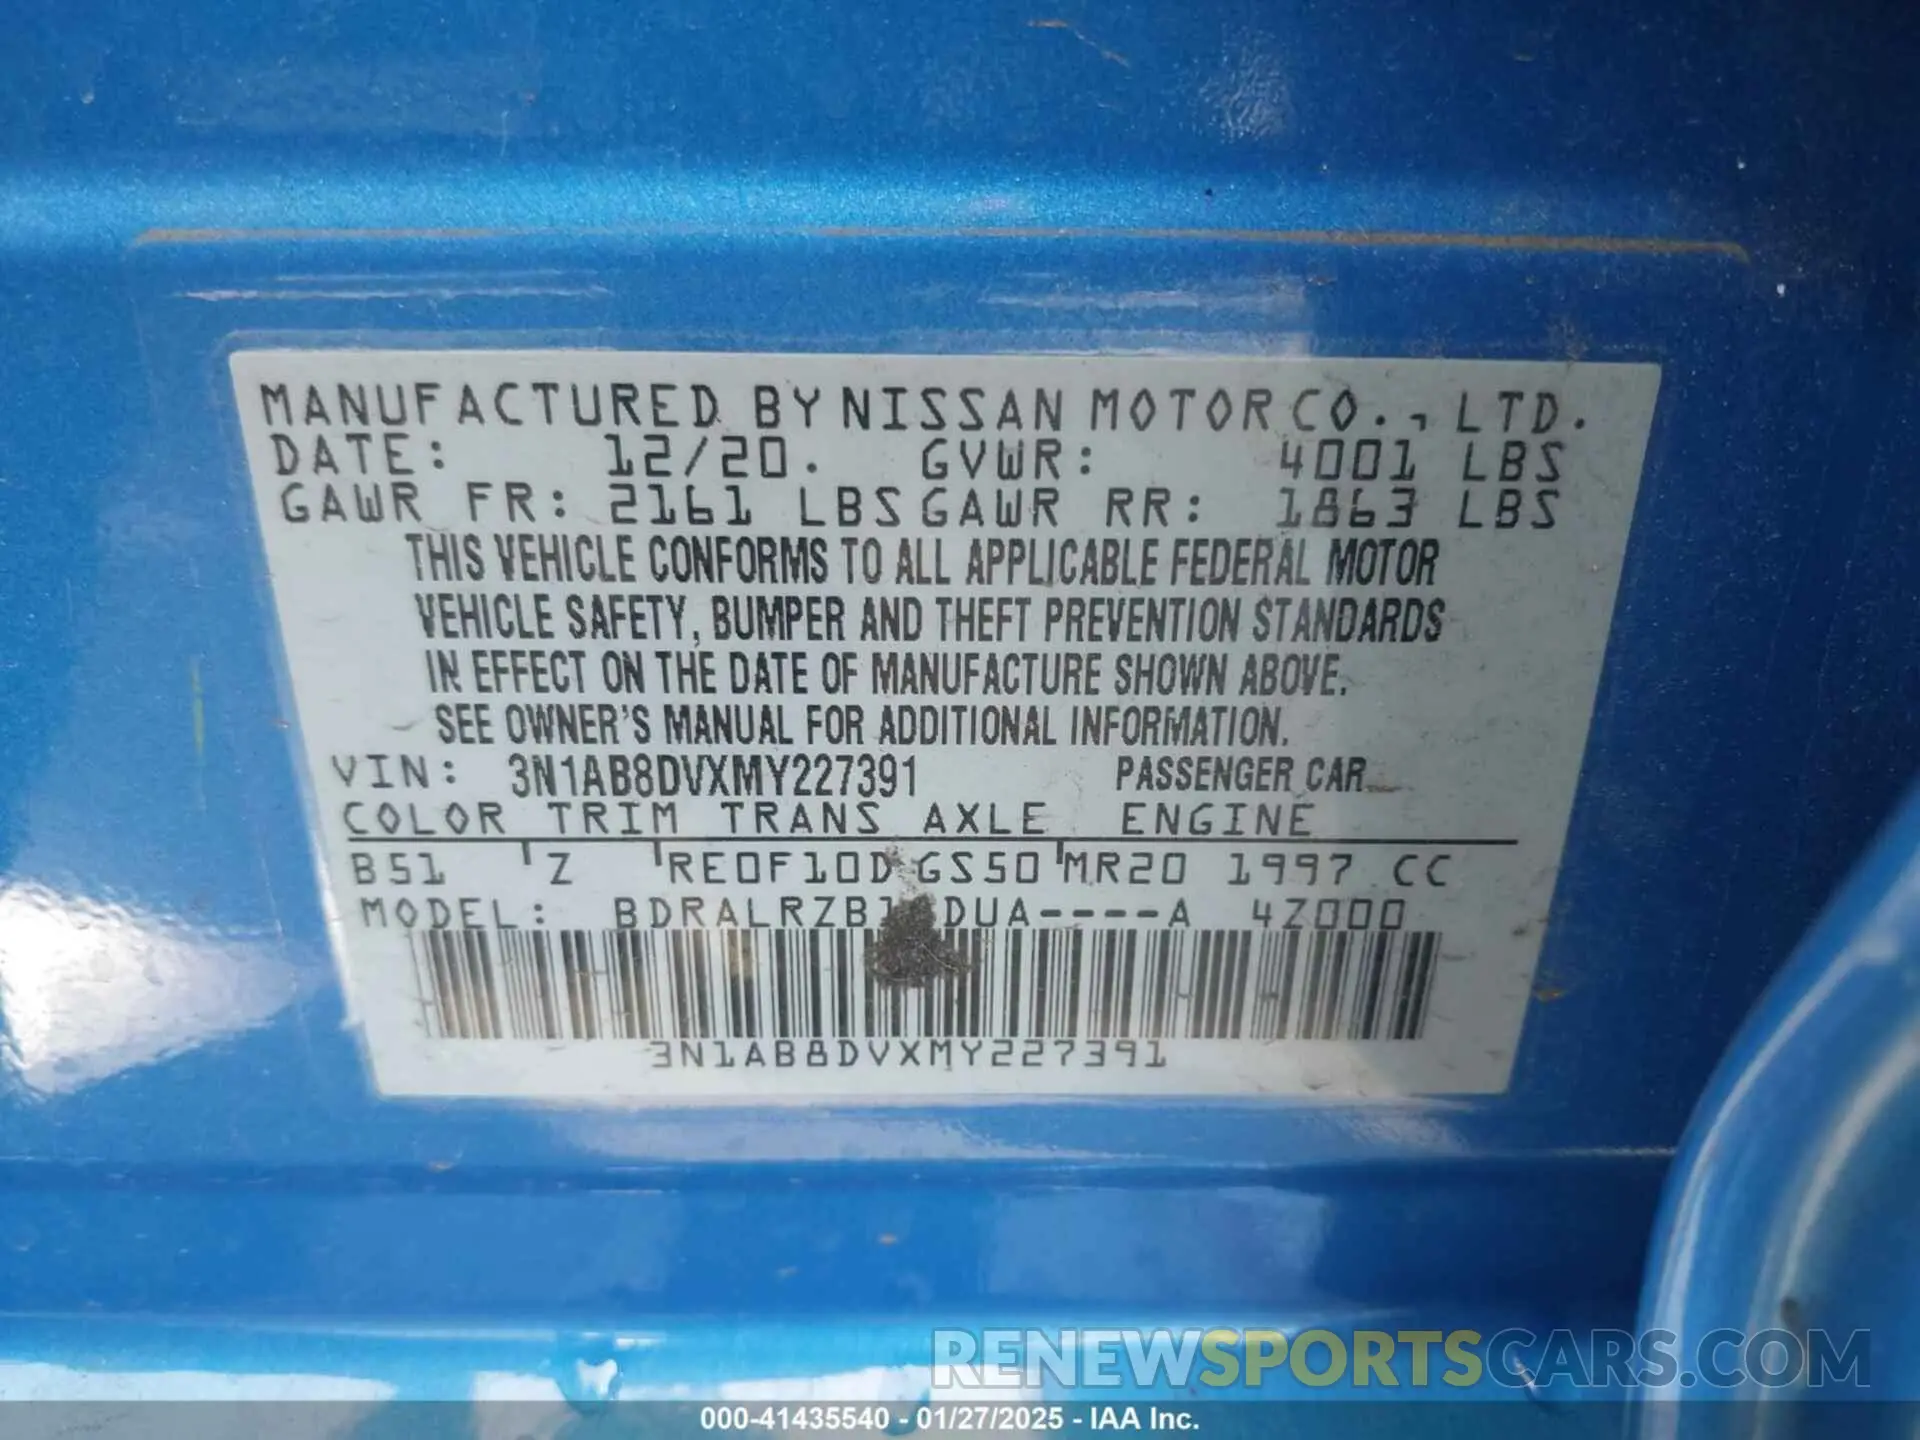 MANUFACTURED BY NISSAN MOTOR CO., LTD.
DATE: 12/20. GVWR: 4001 LBS
GAWR FR: 2161 LBS GAWR RR: 1863 LBS
THIS VEHICLE CONFORMS TO ALL APPLICABLE FEDERAL MOTOR
VEHICLE SAFETY, BUMPER AND THEFT PREVENTION STANDARDS
IN EFFECT ON THE DATE OF MANUFACTURE SHOWN ABOVE.
SEE OWNER'S MANUAL FOR ADDITIONAL INFORMATION.
VIN: 3N1AB8DVXMY227391 PASSENGER CAR
COLOR TRIM TRANS AXLE ENGINE
B51 Z RE0F10D GS50 MR20 1997 CC
MODEL: A 4Z000
3N1AB8DVXMY227391
RENEWSPORTSCARS.COM
000-41435540 - 01/27/2025 - IAA Inc.